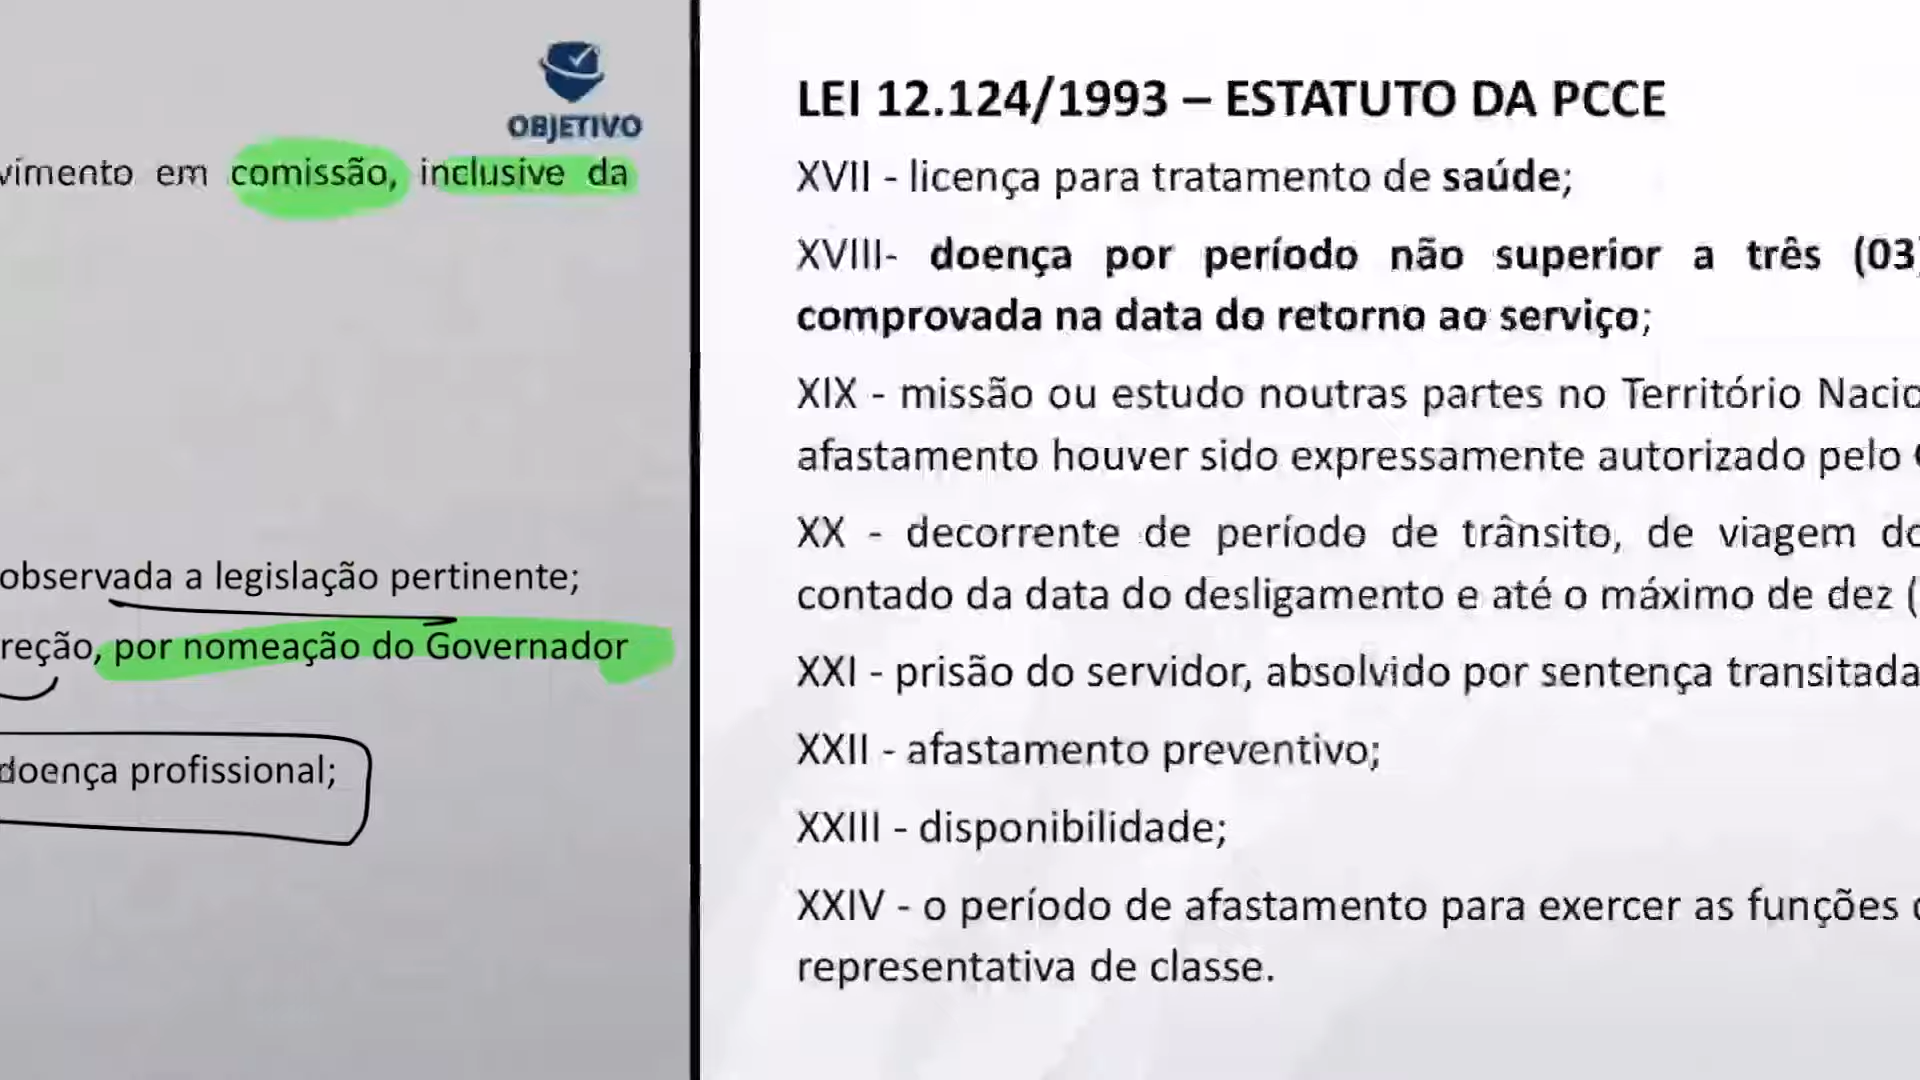 OBJETIVO
em comissão, inclusive da
observada a legislação pertinente;
por nomeação do Governador
doença profissional;
LEI 12.124/1993 – ESTATUTO DA PCCE
XVII - licença para tratamento de saúde;
XVIII- doença por período não superior a três (03
comprovada na data do retorno ao serviço;
XIX - missão ou estudo noutras partes no Território
afastamento houver sido expressamente autorizado pelo
XX - decorrente de período de trânsito, de viagem
contado da data do desligamento e até o máximo de dez (
XXI - prisão do servidor, absolvido por sentença transitada
XXII - afastamento preventivo;
XXIII - disponibilidade;
XXIV - o período de afastamento para exercer as funções
representativa de classe.